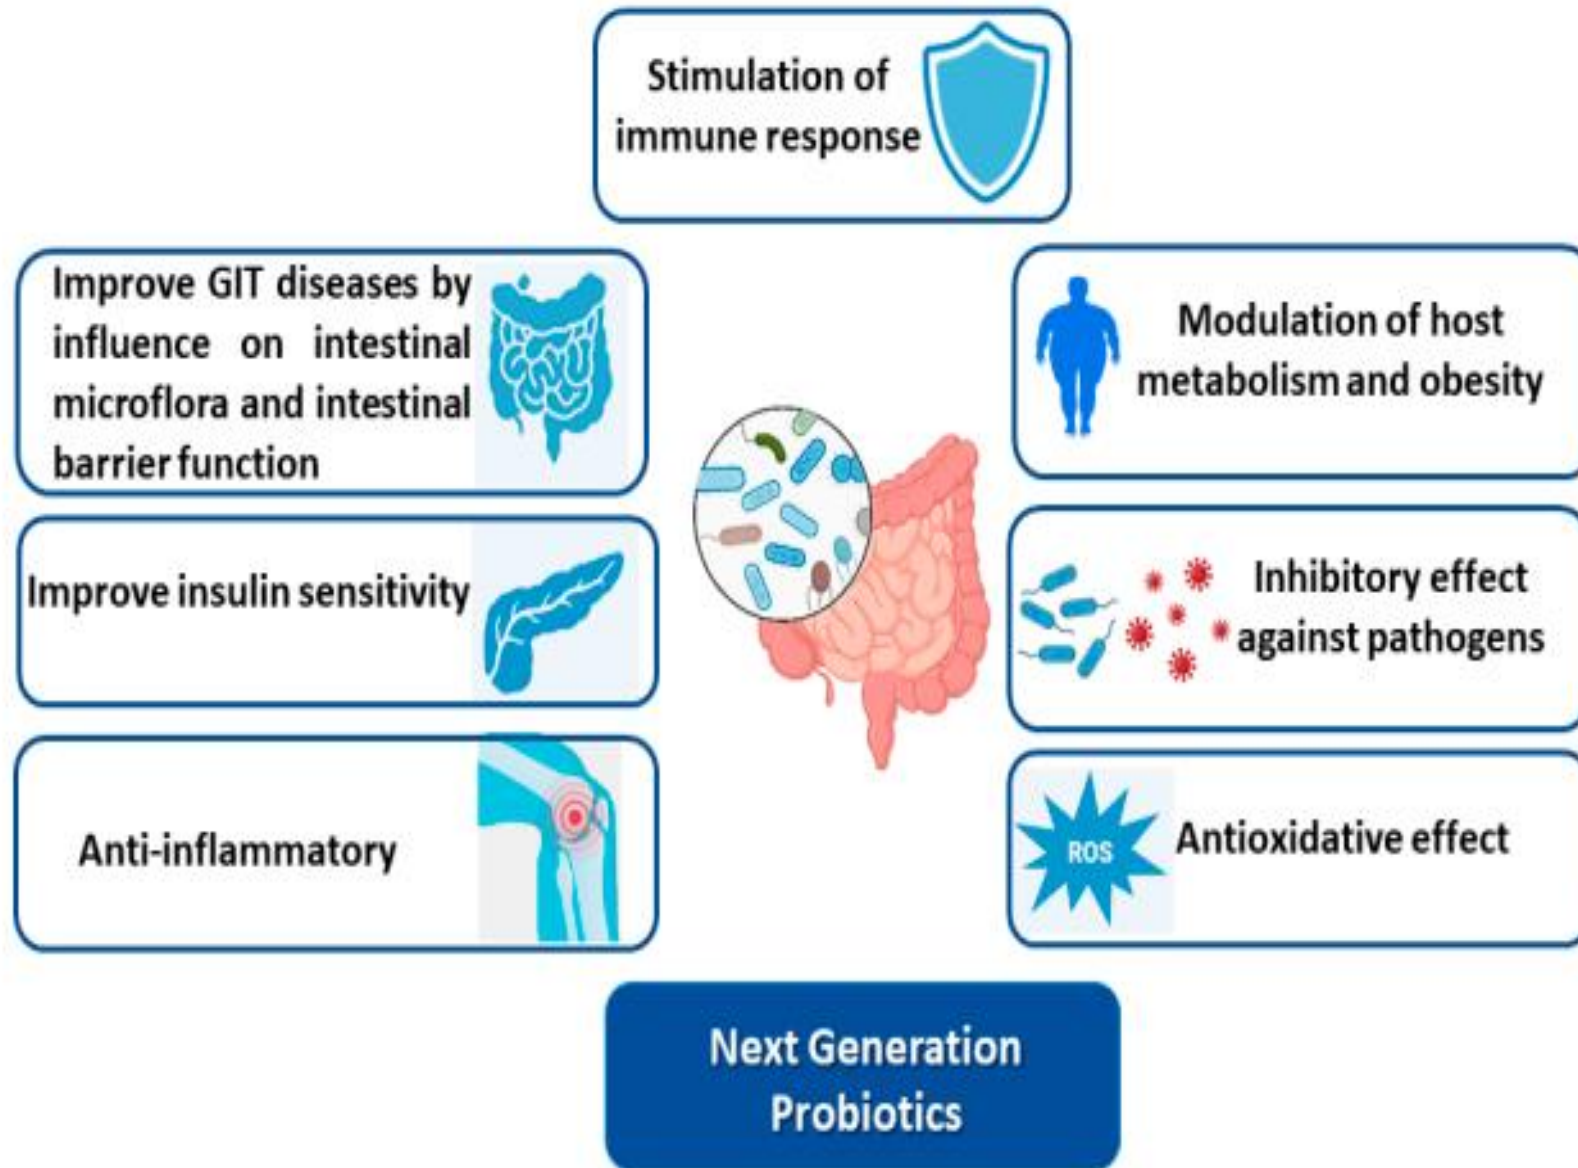 Stimulation of
immune response
Improve GIT diseases by
influence on intestinal
microflora and intestinal
barrier function
Modulation of host
metabolism and obesity
Improve insulin sensitivity
Inhibitory effect
against pathogens
Anti-inflammatory
ROS
Antioxidative effect
Next Generation
Probiotics